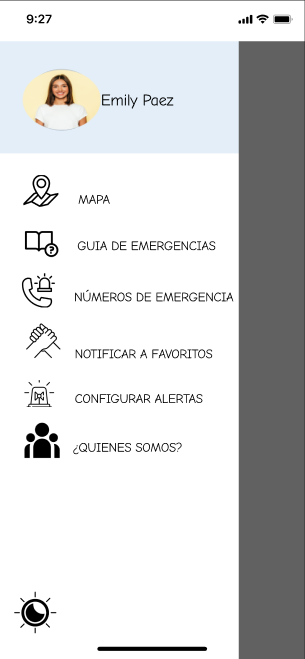 9:27
Emily Paez
MAPA
GUIA DE EMERGENCIAS
NÚMEROS DE EMERGENCIA
NOTIFICAR A FAVORITOS
CONFIGURAR ALERTAS
¿QUIENES SOMOS?